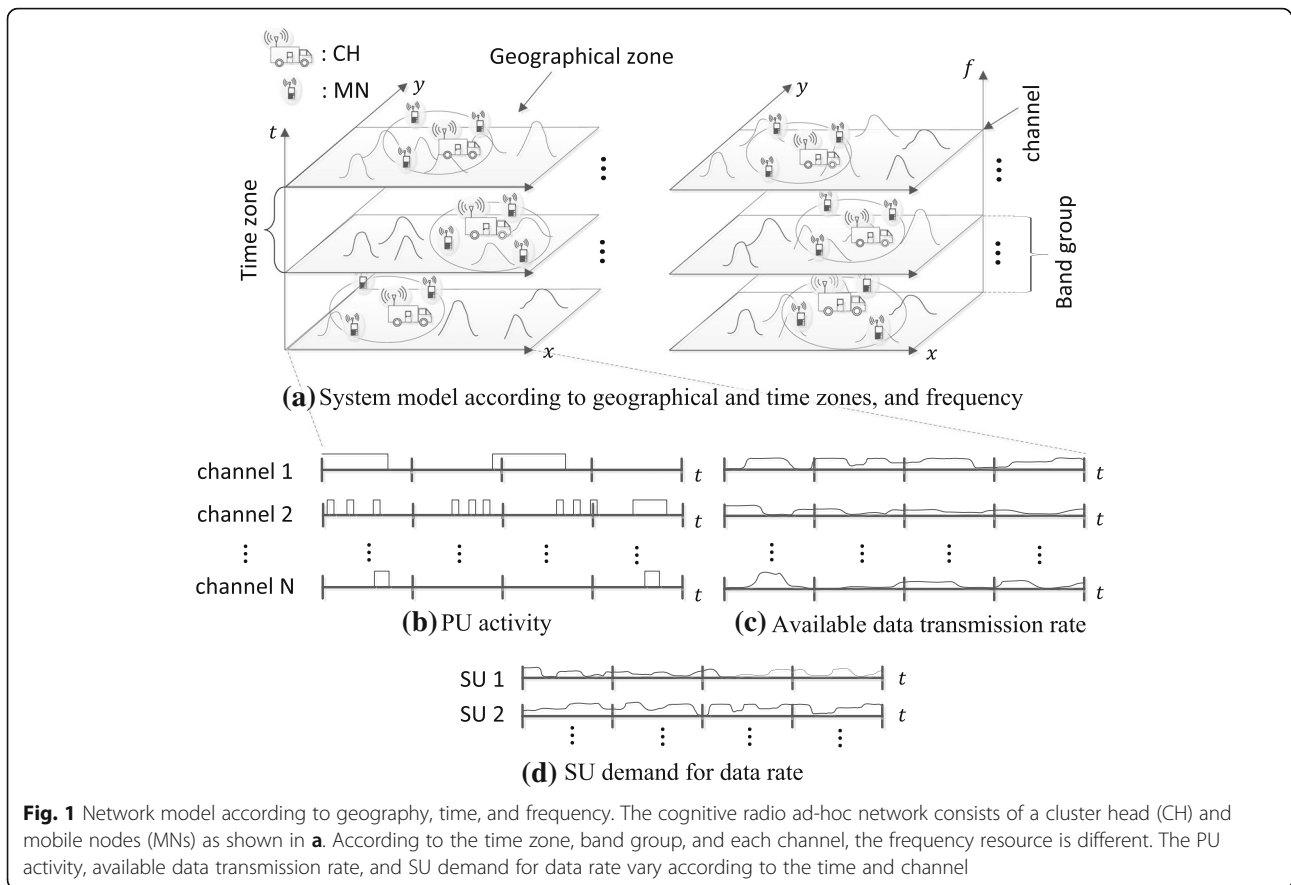 : CH
: MN
Geographical zone
y
t
Time zone
x
y
f
channel
Band group
x
(a) System model according to geographical and time zones, and frequency
channel 1
t
t
channel 2
t
t
channel N
t
t
(b) PU activity
(c) Available data transmission rate
SU 1
t
SU 2
t
(d) SU demand for data rate
Fig. 1 Network model according to geography, time, and frequency. The cognitive radio ad-hoc network consists of a cluster head (CH) and
mobile nodes (MNs) as shown in a. According to the time zone, band group, and each channel, the frequency resource is different. The PU
activity, available data transmission rate, and SU demand for data rate vary according to the time and channel